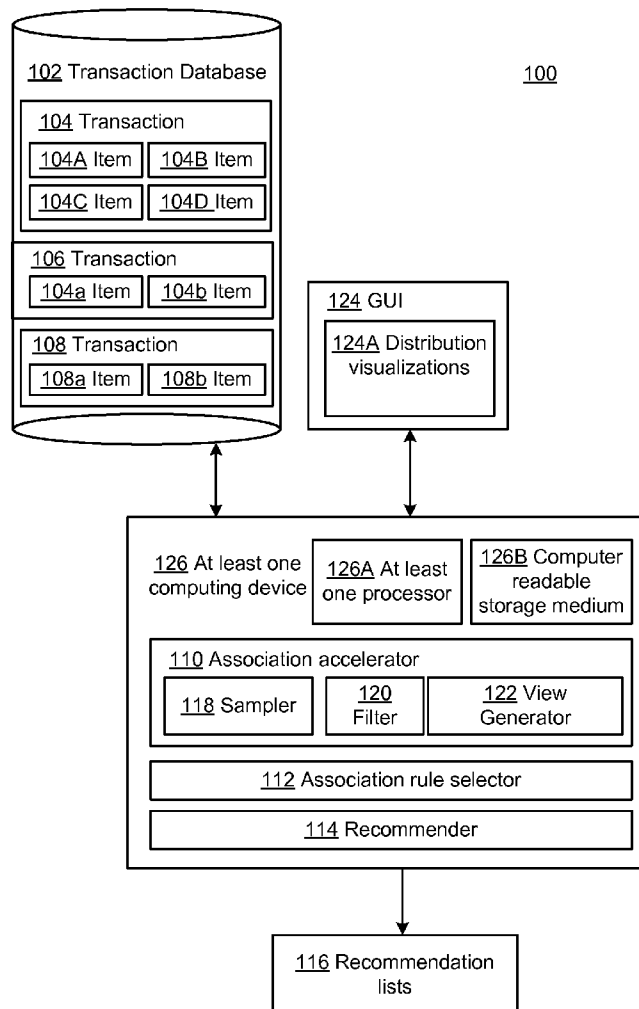 102 Transaction Database
100
104 Transaction
104A Item
104B Item
104C Item
104D Item
106 Transaction
104a Item
104b Item
108 Transaction
108a Item
108b Item
124 GUI
124A Distribution
visualizations
126 At least one
computing device
126A At least
one processor
126B Computer
readable
storage medium
110 Association accelerator
118 Sampler
120
Filter
122 View
Generator
112 Association rule selector
114 Recommender
116 Recommendation
lists